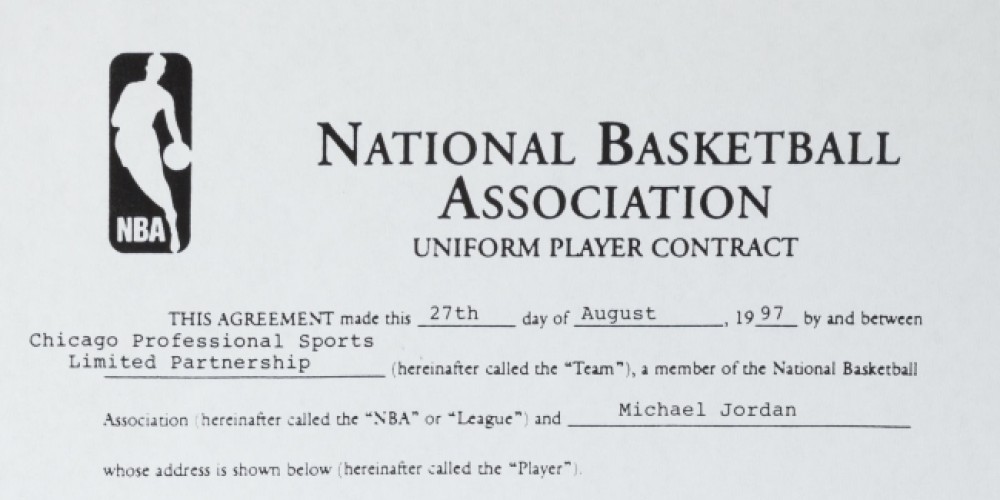 NBA
NATIONAL BASKETBALL
ASSOCIATION
UNIFORM PLAYER CONTRACT
THIS AGREEMENT made this 27th day of August, 1997 by and between
Chicago Professional Sports
Limited Partnership (hereinafter called the "Team"), a member of the National Basketball
Association (hereinafter called the "NBA" or "League") and Michael Jordan
whose address is shown below (hereinafter called the "Player").